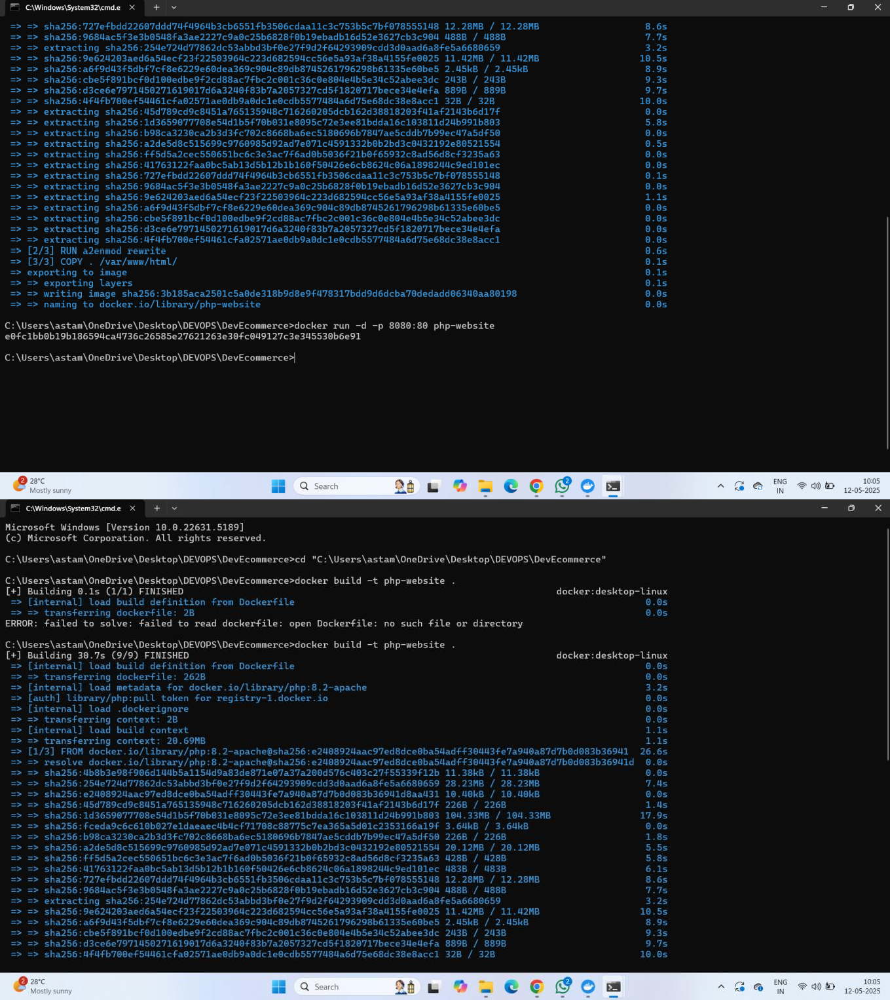 C:\Windows\System32\cmd.e
=> => sha256:727efbdd22607ddd74f4964b3cb6551fb3506cdaa11c3c753b5c7bf078555148 12.28MB / 12.28MB 8.6s
=> => sha256:9684ac5f3e3b0548fa3ae2227c9a0c25b6828f0b19ebadb16d52e3627cb3c904 488B / 488B 7.7s
=> => extracting sha256:254e724d77862dc53abbd3bf0e27f9d2f64293909cdd3d0aad6a8fe5a6680659 3.2s
=> => sha256:9e624203aed6a54ecf23f22503964c223d682594cc56e5a93af38a4155fe0025 11.42MB / 11.42MB 10.5s
=> => sha256:a6f9d43f5dbf7cf8e6229e60dea369c904c89db8745261796298b61335e60be5 2.45kB / 2.45kB 8.9s
=> => sha256:cbe5f891bcf0d100edbe9f2cd88ac7fbc2c001c36c0e804e4b5e34c52abee3dc 243B / 243B 9.3s
=> => sha256:d3ce6e7971450271619017d6a3240f83b7a2057327cd5f1820717bece34e4efa 889B / 889B 9.7s
=> => sha256:4f4fb700ef54461cfa02571ae0db9a0dc1e0cdb5577484a6d75e68dc38e8acc1 32B / 32B 10.0s
=> => extracting sha256:45d789cd9c8451a765135948c716260205dcb162d38818203f41af2143b6d17f 0.0s
=> => extracting sha256:1d3659077708e54d1b5f70b031e8095c72e3ee81bdda16c103811d24b991b803 5.8s
=> => extracting sha256:b98ca3230ca2b3d3fc702c8668ba6ec5180696b7847ae5cddb7b99ec47a5df50 0.0s
=> => extracting sha256:a2de5d8c515699c9760985d92ad7e071c4591332b0b2bd3c0432192e80521554 0.5s
=> => extracting sha256:ff5d5a2cec550651bc6c3e3ac7f6ad0b5036f21b0f65932c8ad56d8cf3235a63 0.0s
=> => extracting sha256:41763122faa0bc5ab13d5b12b1b160f50426e6cb8624c06a1898244c9ed101ec 0.0s
=> => extracting sha256:727efbdd22607ddd74f4964b3cb6551fb3506cdaa11c3c753b5c7bf078555148 0.1s
=> => extracting sha256:9684ac5f3e3b0548fa3ae2227c9a0c25b6828f0b19ebadb16d52e3627cb3c904 0.0s
=> => extracting sha256:9e624203aed6a54ecf23f22503964c223d682594cc56e5a93af38a4155fe0025 1.1s
=> => extracting sha256:a6f9d43f5dbf7cf8e6229e60dea369c904c89db8745261796298b61335e60be5 0.0s
=> => extracting sha256:cbe5f891bcf0d100edbe9f2cd88ac7fbc2c001c36c0e804e4b5e34c52abee3dc 0.0s
=> => extracting sha256:d3ce6e7971450271619017d6a3240f83b7a2057327cd5f1820717bece34e4efa 0.0s
=> => extracting sha256:4f4fb700ef54461cfa02571ae0db9a0dc1e0cdb5577484a6d75e68dc38e8acc1 0.0s
=> [2/3] RUN a2enmod rewrite 0.6s
=> [3/3] COPY . /var/www/html/ 0.1s
=> exporting to image 0.1s
=> => exporting layers 0.1s
=> => writing image sha256:3b185aca2501c5a0de318b9d8e9f478317bdd9d6dcba70dedadd06340aa80198 0.0s
=> => naming to docker.io/library/php-website 0.0s
C:\Users\astam\OneDrive\Desktop\DEVOPS\DevEcommerce>docker run -d -p 8080:80 php-website
e0fc1bb0b19b186594ca4736c26585e27621263e30fc049127c3e345530b6e91
C:\Users\astam\OneDrive\Desktop\DEVOPS\DevEcommerce>
2 28°C Mostly sunny Search 2 ENG IN 10:05 12-05-2025
C:\Windows\System32\cmd.e
Microsoft Windows [Version 10.0.22631.5189]
(c) Microsoft Corporation. All rights reserved.
C:\Users\astam\OneDrive\Desktop\DEVOPS\DevEcommerce>cd "C:\Users\astam\OneDrive\Desktop\DEVOPS\DevEcommerce"
C:\Users\astam\OneDrive\Desktop\DEVOPS\DevEcommerce>docker build -t php-website .
[+] Building 0.1s (1/1) FINISHED docker:desktop-linux
=> [internal] load build definition from Dockerfile 0.0s
=> => transferring dockerfile: 2B 0.0s
ERROR: failed to solve: failed to read dockerfile: open Dockerfile: no such file or directory
C:\Users\astam\OneDrive\Desktop\DEVOPS\DevEcommerce>docker build -t php-website .
[+] Building 30.7s (9/9) FINISHED docker:desktop-linux
=> [internal] load build definition from Dockerfile 0.0s
=> => transferring dockerfile: 262B 0.0s
=> [internal] load metadata for docker.io/library/php:8.2-apache 3.2s
=> [auth] library/php:pull token for registry-1.docker.io 0.0s
=> [internal] load .dockerignore 0.0s
=> => transferring context: 2B 0.0s
=> [internal] load build context 1.1s
=> => transferring context: 20.69MB 1.1s
=> [1/3] FROM docker.io/library/php:8.2-apache@sha256:e2408924aac97ed8dce0ba54adff30443fe7a940a87d7b0d083b36941 26.6s
=> => resolve docker.io/library/php:8.2-apache@sha256:e2408924aac97ed8dce0ba54adff30443fe7a940a87d7b0d083b36941d 0.0s
=> => sha256:4b8b3e98f906d144b5a1154d9a83de871e07a37a200d576c403c27f55339f12b 11.38kB / 11.38kB 0.0s
=> => sha256:254e724d77862dc53abbd3bf0e27f9d2f64293909cdd3d0aad6a8fe5a6680659 28.23MB / 28.23MB 7.4s
=> => sha256:e2408924aac97ed8dce0ba54adff30443fe7a940a87d7b0d083b36941d8aa431 10.40kB / 10.40kB 0.0s
=> => sha256:45d789cd9c8451a765135948c716260205dcb162d38818203f41af2143b6d17f 226B / 226B 1.4s
=> => sha256:1d3659077708e54d1b5f70b031e8095c72e3ee81bdda16c103811d24b991b803 104.33MB / 104.33MB 17.9s
=> => sha256:fceda9c6c610b027e1daeaec4b4cf71708c88775c7ea365a5d01c2353166a19f 3.64kB / 3.64kB 0.0s
=> => sha256:b98ca3230ca2b3d3fc702c8668ba6ec5180696b7847ae5cddb7b99ec47a5df50 226B / 226B 1.8s
=> => sha256:a2de5d8c515699c9760985d92ad7e071c4591332b0b2bd3c0432192e80521554 20.12MB / 20.12MB 5.5s
=> => sha256:ff5d5a2cec550651bc6c3e3ac7f6ad0b5036f21b0f65932c8ad56d8cf3235a63 428B / 428B 5.8s
=> => sha256:41763122faa0bc5ab13d5b12b1b160f50426e6cb8624c06a1898244c9ed101ec 483B / 483B 6.1s
=> => sha256:727efbdd22607ddd74f4964b3cb6551fb3506cdaa11c3c753b5c7bf078555148 12.28MB / 12.28MB 8.6s
=> => sha256:9684ac5f3e3b0548fa3ae2227c9a0c25b6828f0b19ebadb16d52e3627cb3c904 488B / 488B 7.7s
=> => extracting sha256:254e724d77862dc53abbd3bf0e27f9d2f64293909cdd3d0aad6a8fe5a6680659 3.2s
=> => sha256:9e624203aed6a54ecf23f22503964c223d682594cc56e5a93af38a4155fe0025 11.42MB / 11.42MB 10.5s
=> => sha256:a6f9d43f5dbf7cf8e6229e60dea369c904c89db8745261796298b61335e60be5 2.45kB / 2.45kB 8.9s
=> => sha256:cbe5f891bcf0d100edbe9f2cd88ac7fbc2c001c36c0e804e4b5e34c52abee3dc 243B / 243B 9.3s
=> => sha256:d3ce6e7971450271619017d6a3240f83b7a2057327cd5f1820717bece34e4efa 889B / 889B 9.7s
=> => sha256:4f4fb700ef54461cfa02571ae0db9a0dc1e0cdb5577484a6d75e68dc38e8acc1 32B / 32B 10.0s
2 28°C Mostly sunny Search 2 ENG IN 10:05 12-05-2025